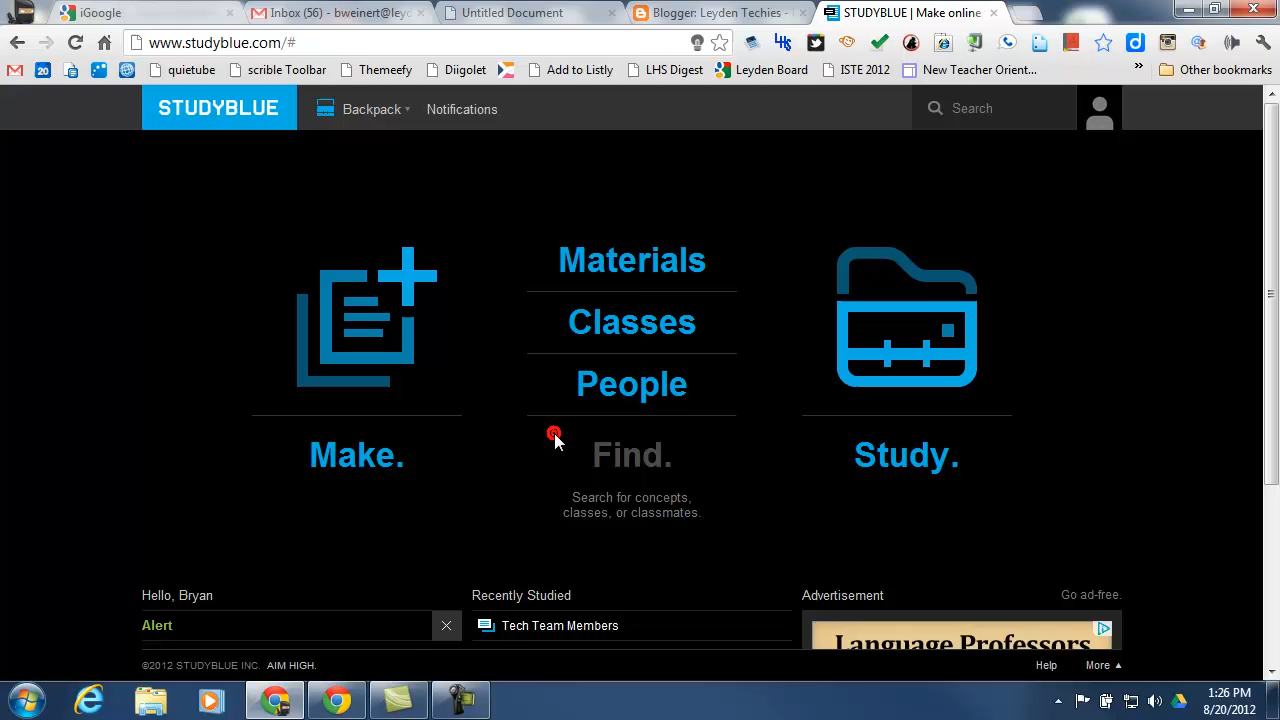 iGoogle
Inbox (56) - bweinert@leyd
Untitled Document
Blogger: Leyder Techies -
STUDYBLUE | Make online
www.studyblue.com/#
20
quietube
scrible Toolbar
Themeefy
Diigolet
Add to Listly
LHS Digest
Leyden Board
ISTE 2012
New Teacher Orient...
Other bookmarks
STUDYBLUE
Backpack
Notifications
Search
Materials
Classes
People
Make.
Find.
Study.
Search for concepts,
classes, or classmates.
Hello, Bryan
Recently Studied
Advertisement
Go ad-free.
Alert
Tech Team Members
Language Professors
©2012 STUDYBLUE INC. AIM HIGH.
Help
More
1:26 PM
8/20/2012